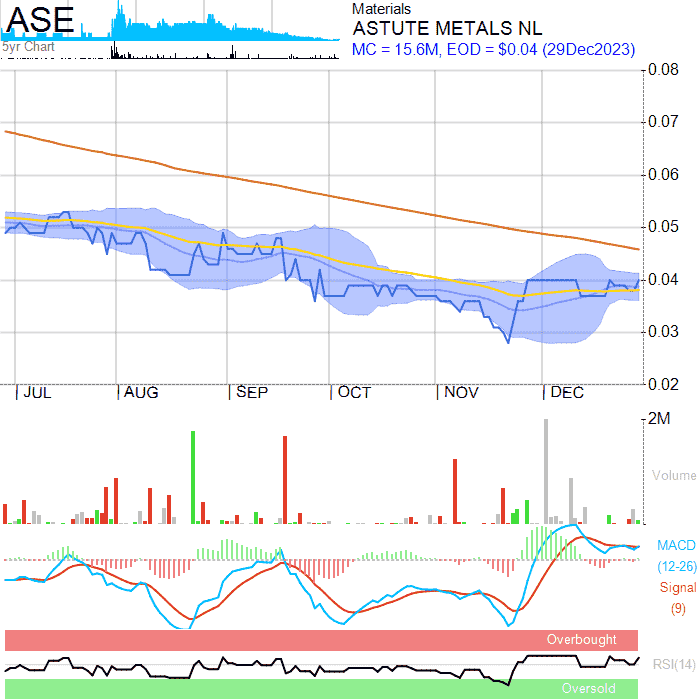 ASE
5yr Chart
Materials
ASTUTE METALS NL
MC = 15.6M, EOD = $0.04 (29Dec2023)
0.08
0.07
0.06
0.05
0.04
0.03
0.02
JUL AUG SEP OCT NOV DEC
2M
Volume
MACD
(12-26)
Signal
(9)
Overbought
RSI(14)
Oversold